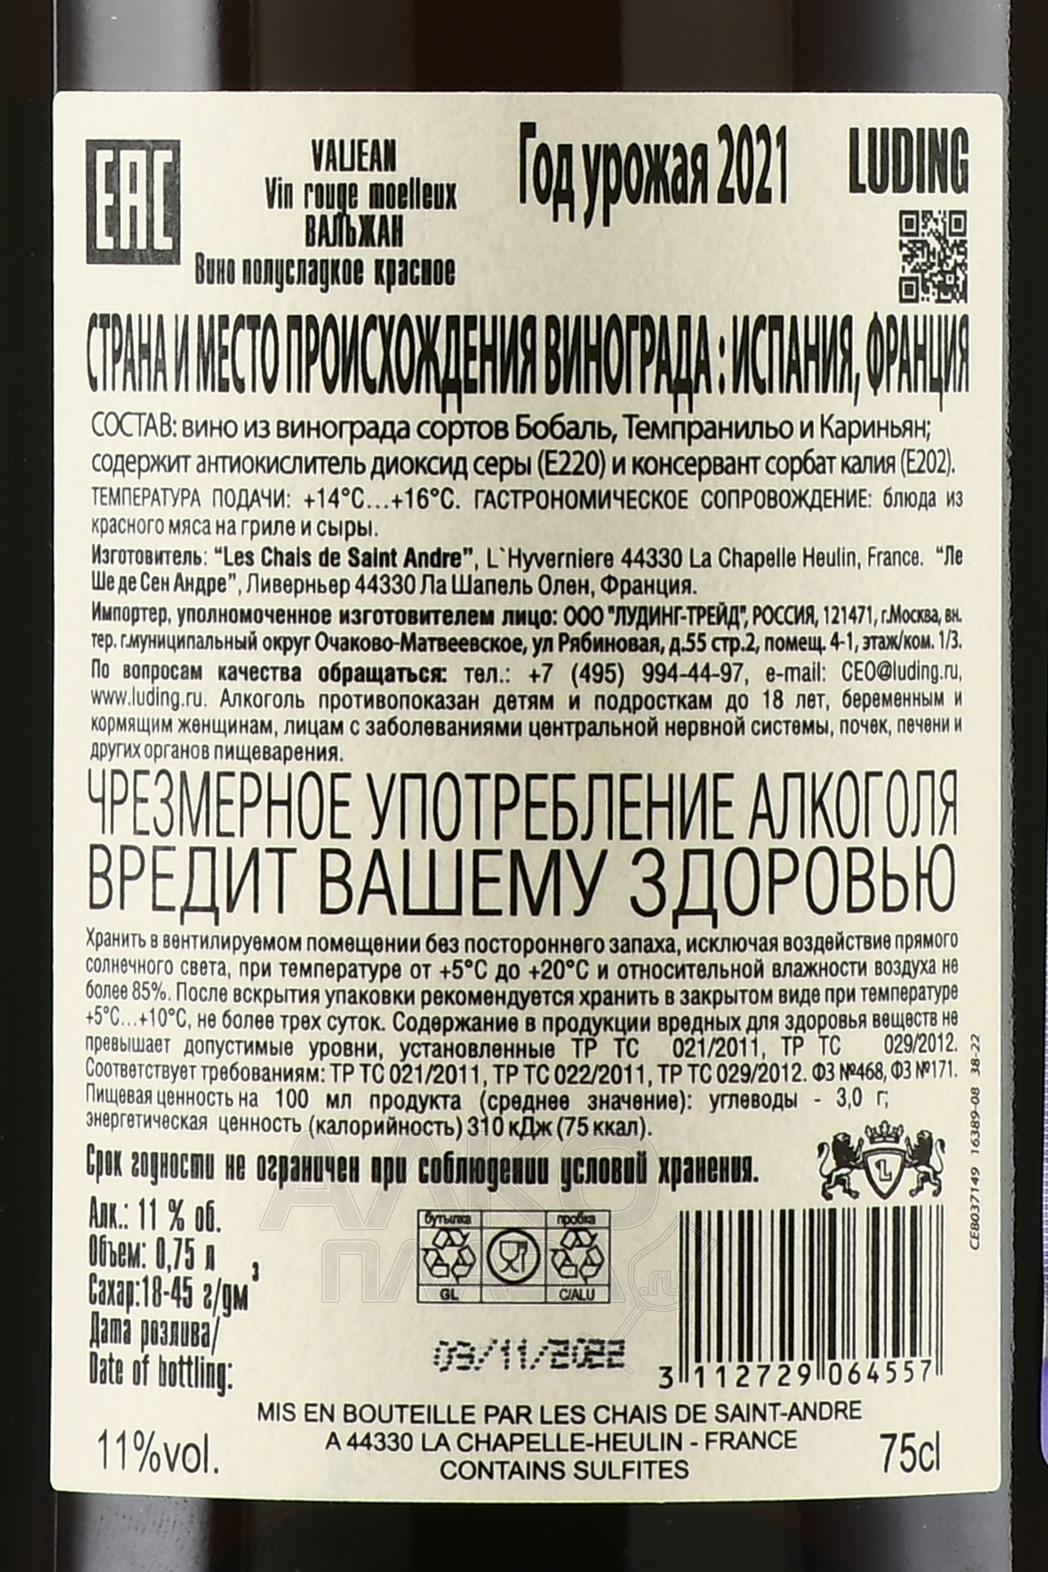 EAC
VALJEAN
Vin rouge moelleux
ВАЛЬЖАН
Вино полусладкое красное
Год урожая 2021
LUDING
СТРАНА И МЕСТО ПРОИСХОЖДЕНИЯ ВИНОГРАДА : ИСПАНИЯ, ФРАНЦИЯ
СОСТАВ: вино из винограда сортов Бобаль, Темпранильо и Кариньян;
содержит антиокислитель диоксид серы (Е220) и консервант сорбат калия (Е202).
ТЕМПЕРАТУРА ПОДАЧИ: +14°С...+16°С. ГАСТРОНОМИЧЕСКОЕ СОПРОВОЖДЕНИЕ: блюда из
красного мяса на гриле и сыры.
Изготовитель: "Les Chais de Saint Andre", L`Hyverniere 44330 La Chapelle Heulin, France. "Ле
Ше де Сен Андре", Ливерньер 44330 Ла Шапель Олен, Франция.
Импортер, уполномоченное изготовителем лицо: ООО "ЛУДИНГ-ТРЕЙД", РОССИЯ, 121471, г.Москва, вн.
тер. г.муниципальный округ Очаково-Матвеевское, ул Рябиновая, д.55 стр.2, помещ. 4-1, этаж/ком. 1/3.
По вопросам качества обращаться: тел.: +7 (495) 994-44-97, e-mail: CEO@luding.ru,
www.luding.ru. Алкоголь противопоказан детям и подросткам до 18 лет, беременным и
кормящим женщинам, лицам с заболеваниями центральной нервной системы, почек, печени и
других органов пищеварения.
ЧРЕЗМЕРНОЕ УПОТРЕБЛЕНИЕ АЛКОГОЛЯ
ВРЕДИТ ВАШЕМУ ЗДОРОВЬЮ
Хранить в вентилируемом помещении без постороннего запаха, исключая воздействие прямого
солнечного света, при температуре от +5°С до +20°С и относительной влажности воздуха не
более 85%. После вскрытия упаковки рекомендуется хранить в закрытом виде при температуре
+5°С...+10°С, не более трех суток. Содержание в продукции вредных для здоровья веществ не
превышает допустимые уровни, установленные ТР ТС 021/2011, ТР ТС 029/2012.
Соответствует требованиям: ТР ТС 021/2011, ТР ТС 022/2011, ТР ТС 029/2012. ФЗ №468, ФЗ №171.
Пищевая ценность на 100 мл продукта (среднее значение): углеводы - 3,0 г;
энергетическая ценность (калорийность) 310 кДж (75 ккал).
Срок годности не ограничен при соблюдении условий хранения.
CEB037149 16389-08 38-22
L
Алк.: 11 % об.
Объем: 0,75 л
Сахар:18-45 г/дм³
Дата розлива/
Date of bottling:
бутылка пробка
GL C/ALU
АЛКО
ПЛАЗА.ru
03/11/2022
3 112729 064557
MIS EN BOUTEILLE PAR LES CHAIS DE SAINT-ANDRE
A 44330 LA CHAPELLE-HEULIN - FRANCE
CONTAINS SULFITES
11%vol.
75cl